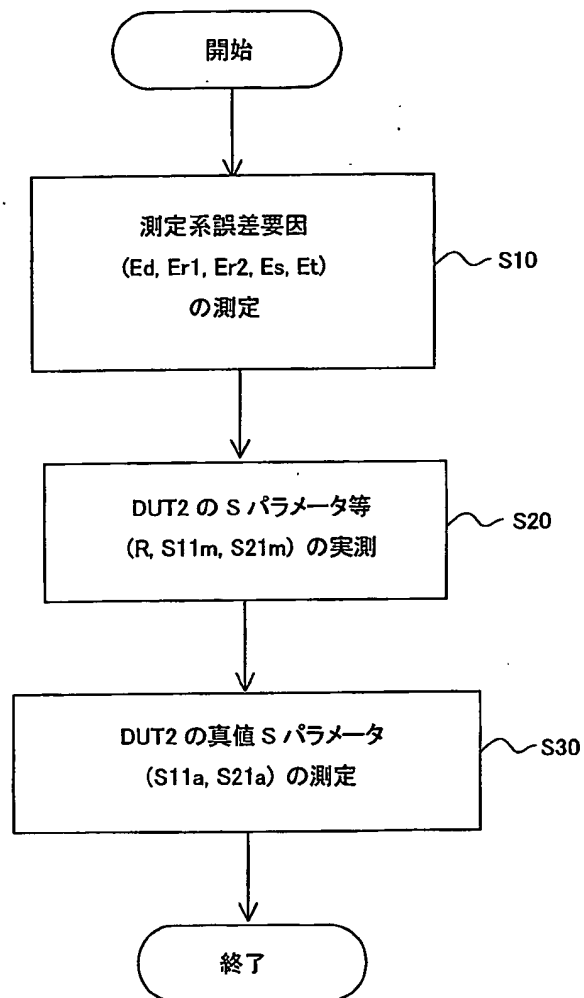 開始
測定系誤差要因
(Ed, Er1, Er2, Es, Et)
の測定
S10
DUT2 の S パラメータ等
(R, S11m, S21m) の実測
S20
DUT2 の真値 S パラメータ
(S11a, S21a) の測定
S30
終了